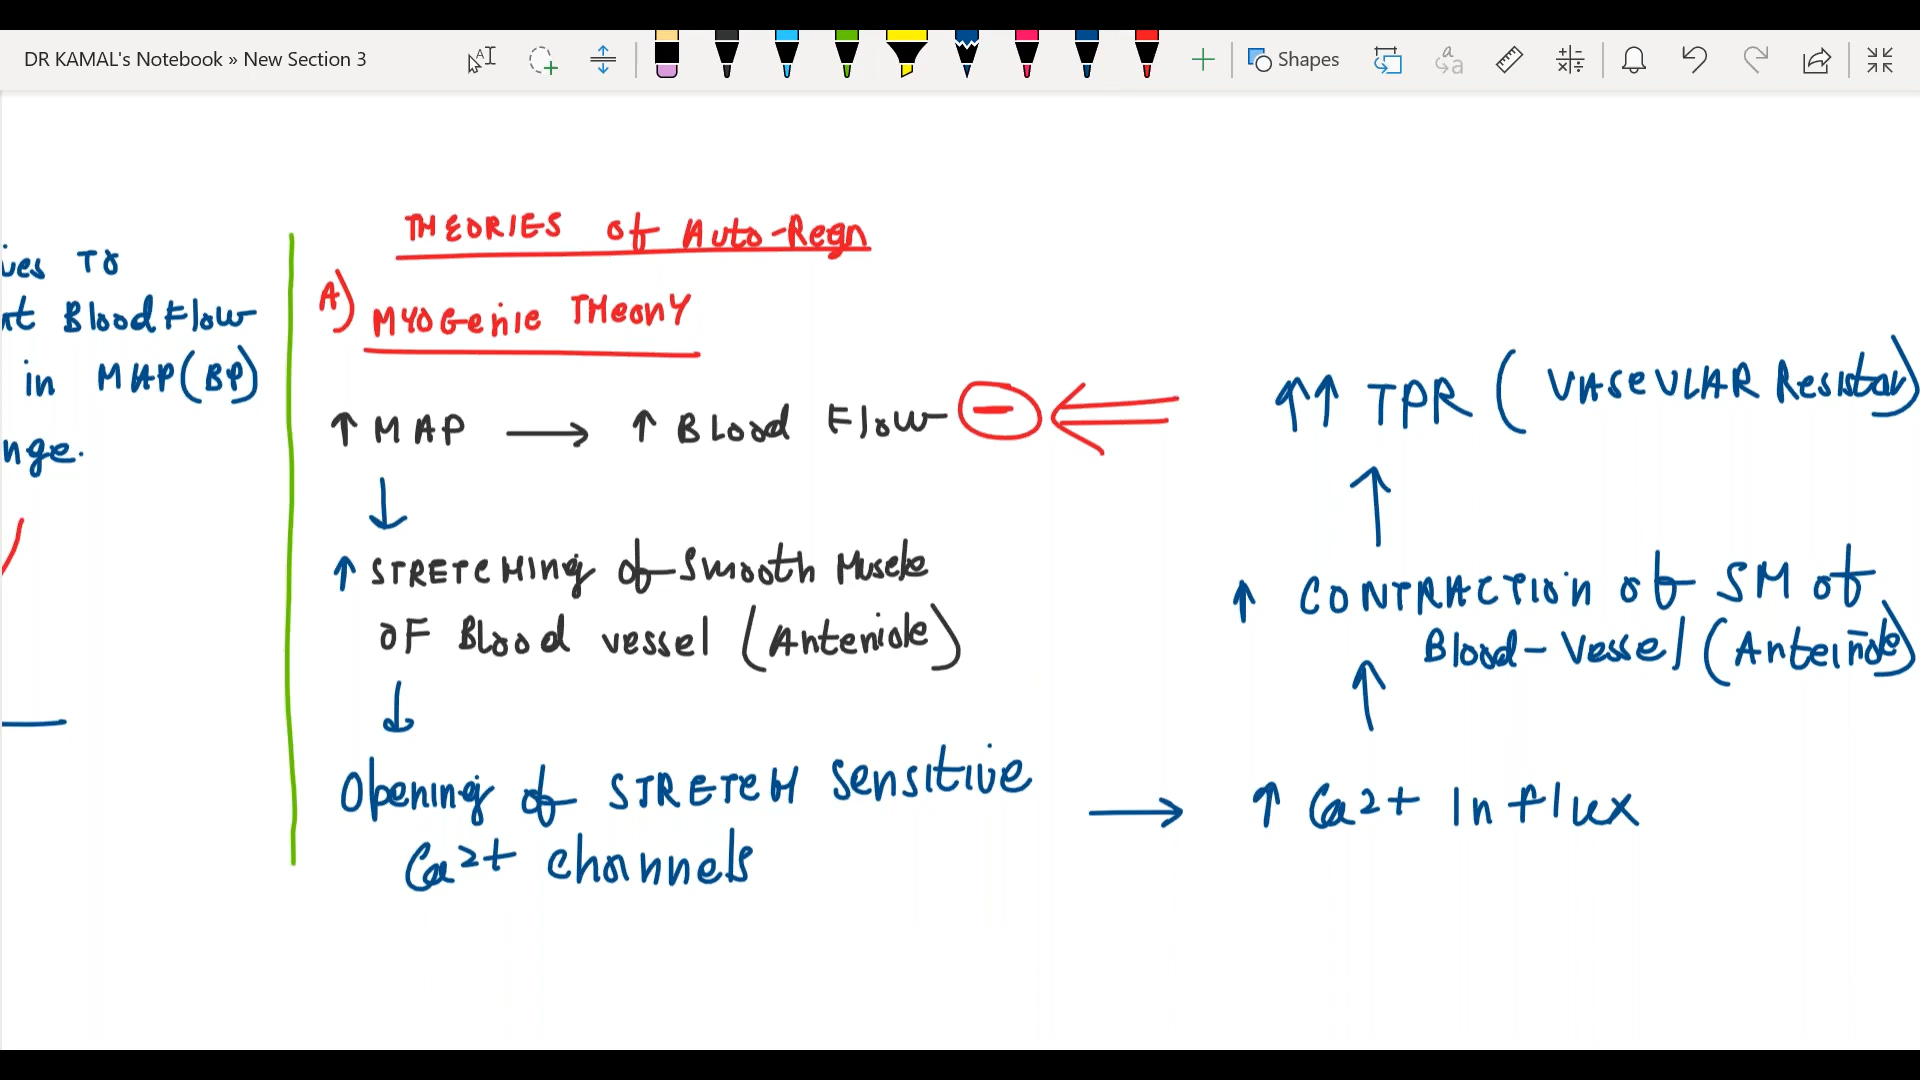 DR KAMAL's Notebook » New Section 3
Shapes
THEORIES of Auto-Regn
A) MYOGenic THeory
ves TO
nt Blood Flow
in MAP(BP)
nge.
↑ MAP → ↑ Blood Flow −
↓
↑ STRETCHing of Smooth Muscle
OF Blood vessel (Arteriole)
↓
Opening of STRETCH Sensitive
Ca2+ channels
→ ↑ Ca2+ Influx
↑
↑ CONTRACTION of SM of
Blood-Vessel (Arteriole)
↑
↑↑ TPR (VASCULAR Resistan)